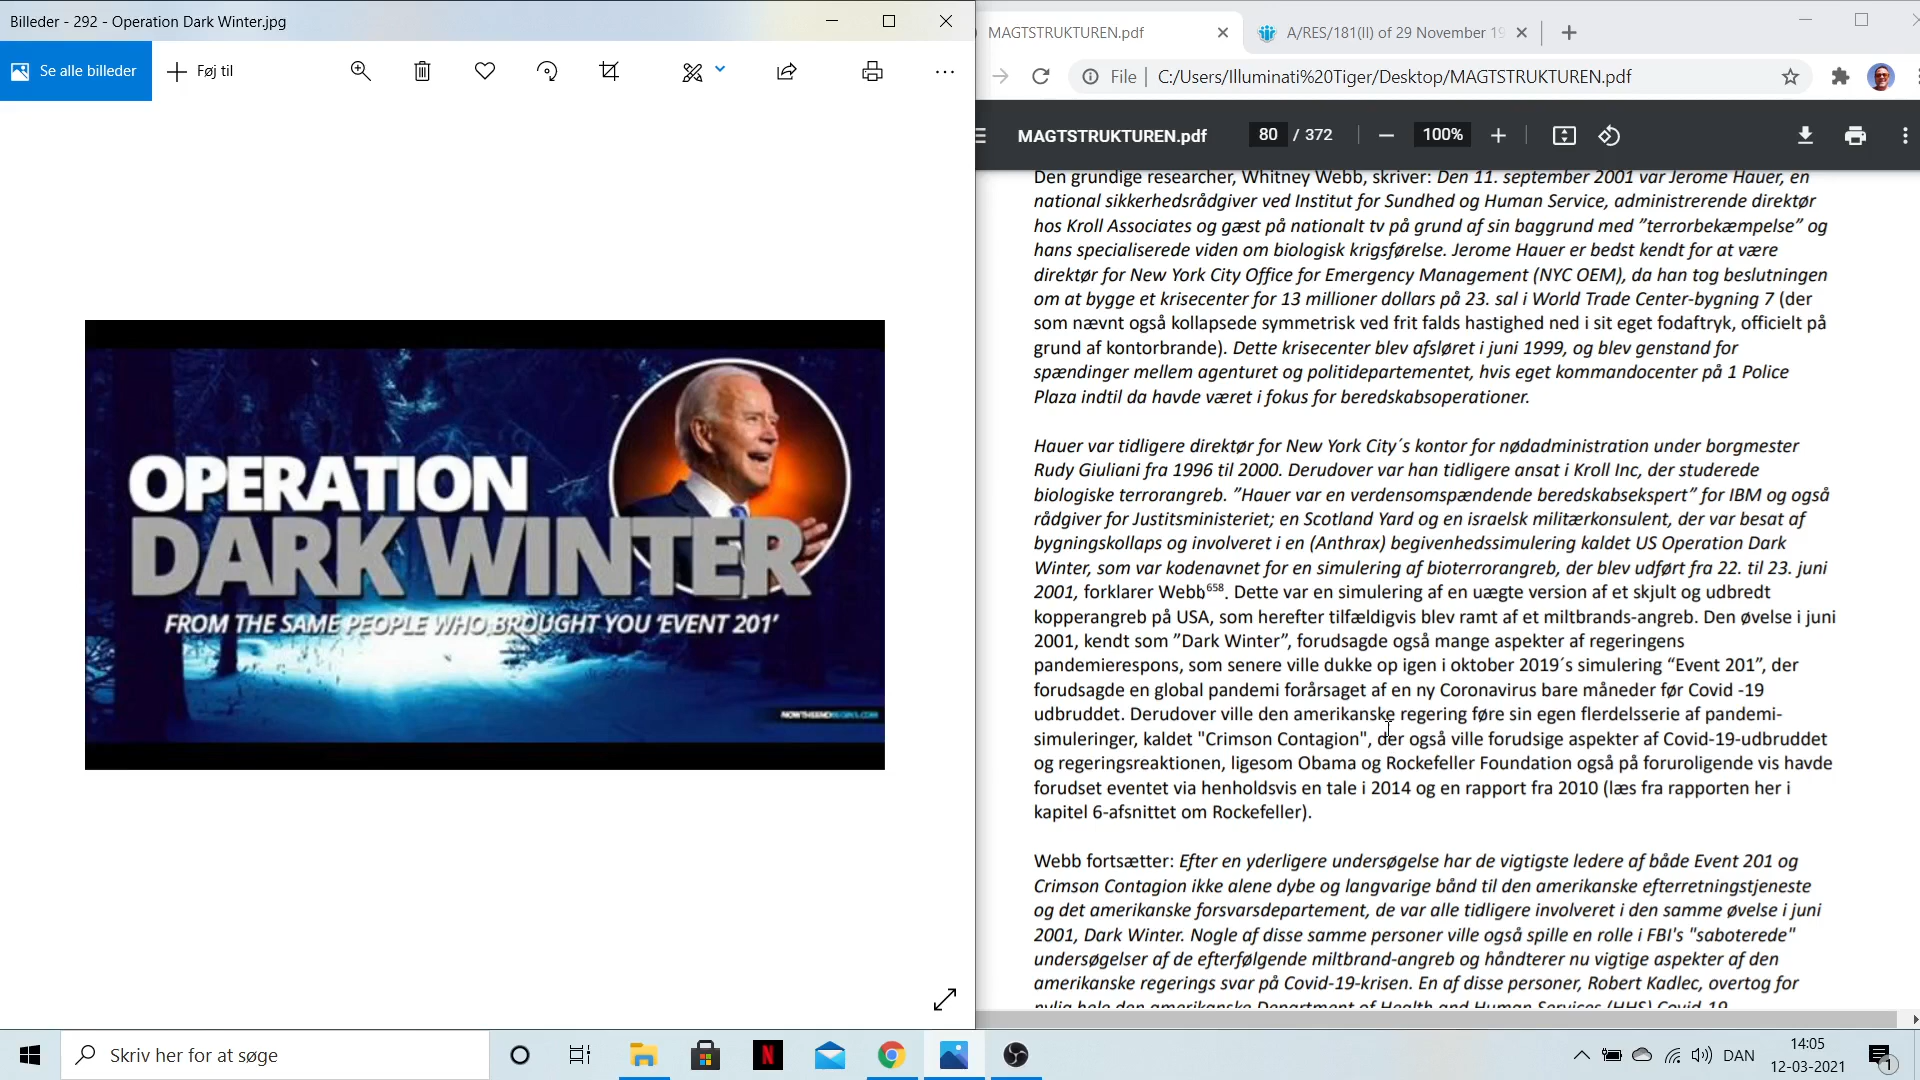 Billeder - 292 - Operation Dark Winter.jpg
Se alle billeder
Føj til
OPERATION
DARK WINTER
FROM THE SAME PEOPLE WHO BROUGHT YOU 'EVENT 201'
NOWTHEENDBEGINS.COM
MAGTSTRUKTUREN.pdf
A/RES/181(II) of 29 November 19
File | C:/Users/Illuminati%20Tiger/Desktop/MAGTSTRUKTUREN.pdf
MAGTSTRUKTUREN.pdf 80 / 372 100%
Den grundige researcher, Whitney Webb, skriver: Den 11. september 2001 var Jerome Hauer, en
national sikkerhedsrådgiver ved Institut for Sundhed og Human Service, administrerende direktør
hos Kroll Associates og gæst på nationalt tv på grund af sin baggrund med ”terrorbekæmpelse” og
hans specialiserede viden om biologisk krigsførelse. Jerome Hauer er bedst kendt for at være
direktør for New York City Office for Emergency Management (NYC OEM), da han tog beslutningen
om at bygge et krisecenter for 13 millioner dollars på 23. sal i World Trade Center-bygning 7 (der
som nævnt også kollapsede symmetrisk ved frit falds hastighed ned i sit eget fodaftryk, officielt på
grund af kontorbrande). Dette krisecenter blev afsløret i juni 1999, og blev genstand for
spændinger mellem agenturet og politidepartementet, hvis eget kommandocenter på 1 Police
Plaza indtil da havde været i fokus for beredskabsoperationer.
Hauer var tidligere direktør for New York City´s kontor for nødadministration under borgmester
Rudy Giuliani fra 1996 til 2000. Derudover var han tidligere ansat i Kroll Inc, der studerede
biologiske terrorangreb. ”Hauer var en verdensomspændende beredskabsekspert” for IBM og også
rådgiver for Justitsministeriet; en Scotland Yard og en israelsk militærkonsulent, der var besat af
bygningskollaps og involveret i en (Anthrax) begivenhedssimulering kaldet US Operation Dark
Winter, som var kodenavnet for en simulering af bioterrorangreb, der blev udført fra 22. til 23. juni
2001, forklarer Webb658. Dette var en simulering af en uægte version af et skjult og udbredt
kopperangreb på USA, som herefter tilfældigvis blev ramt af et miltbrands-angreb. Den øvelse i juni
2001, kendt som ”Dark Winter”, forudsagde også mange aspekter af regeringens
pandemierespons, som senere ville dukke op igen i oktober 2019´s simulering “Event 201”, der
forudsagde en global pandemi forårsaget af en ny Coronavirus bare måneder før Covid -19
udbruddet. Derudover ville den amerikanske regering føre sin egen flerdelsserie af pandemi-
simuleringer, kaldet "Crimson Contagion", der også ville forudsige aspekter af Covid-19-udbruddet
og regeringsreaktionen, ligesom Obama og Rockefeller Foundation også på foruroligende vis havde
forudset eventet via henholdsvis en tale i 2014 og en rapport fra 2010 (læs fra rapporten her i
kapitel 6-afsnittet om Rockefeller).
Webb fortsætter: Efter en yderligere undersøgelse har de vigtigste ledere af både Event 201 og
Crimson Contagion ikke alene dybe og langvarige bånd til den amerikanske efterretningstjeneste
og det amerikanske forsvarsdepartement, de var alle tidligere involveret i den samme øvelse i juni
2001, Dark Winter. Nogle af disse samme personer ville også spille en rolle i FBI's "saboterede"
undersøgelser af de efterfølgende miltbrand-angreb og håndterer nu vigtige aspekter af den
amerikanske regerings svar på Covid-19-krisen. En af disse personer, Robert Kadlec, overtog for
nylig hele den amerikanske Department of Health and Human Services (HHS) Covid-19
Skriv her for at søge
N
DAN
14:05
12-03-2021
1